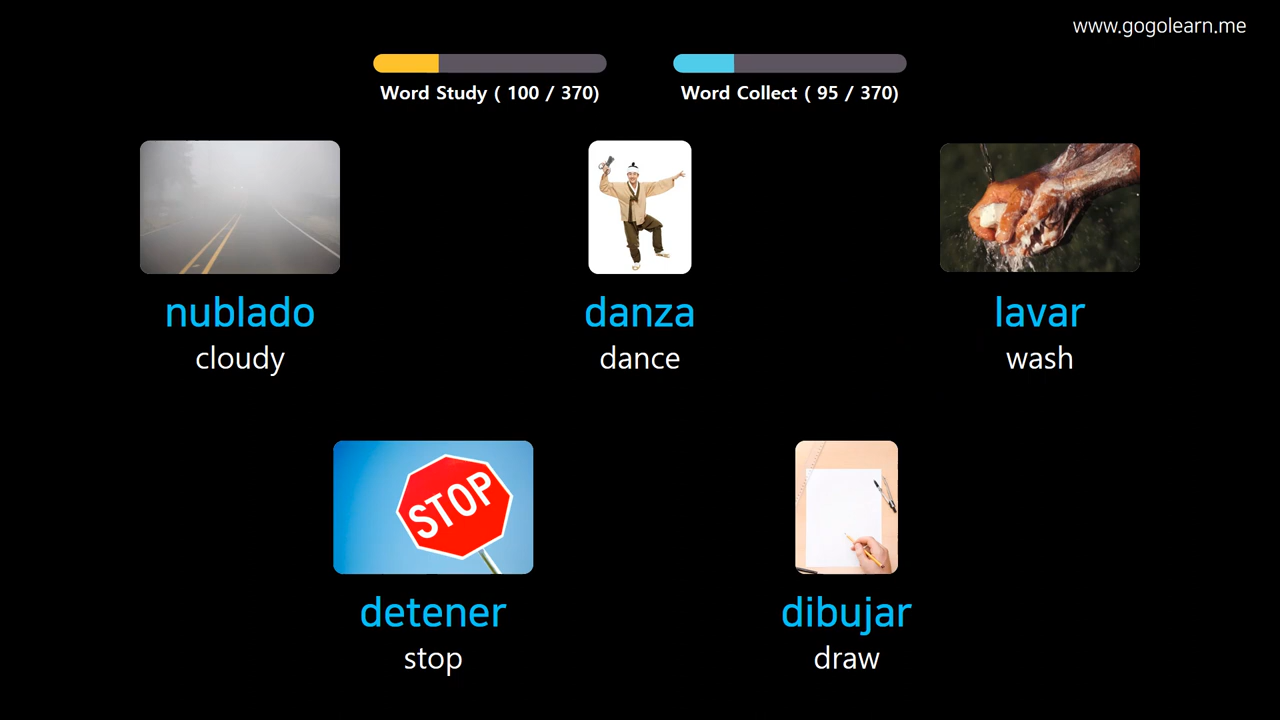 www.gogolearn.me
Word Study ( 100 / 370)
Word Collect ( 95 / 370)
nublado
cloudy
danza
dance
lavar
wash
STOP
detener
stop
dibujar
draw